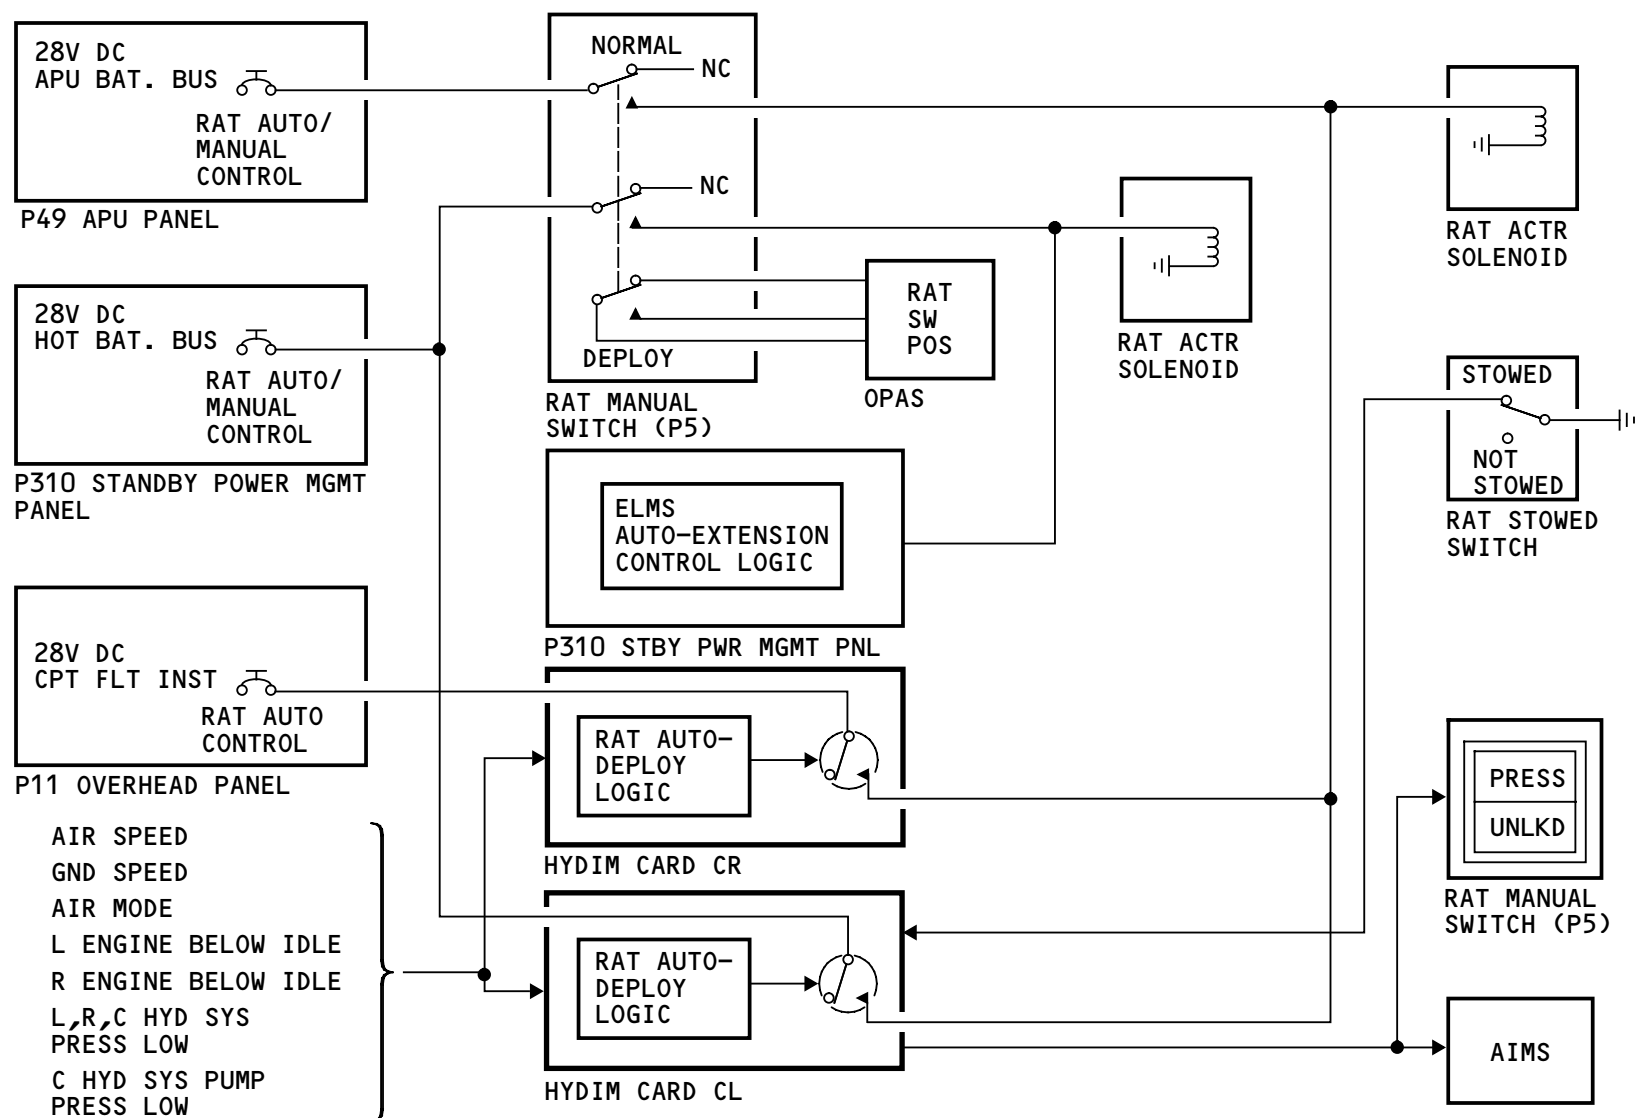 28V DC
APU BAT. BUS
RAT AUTO/
MANUAL
CONTROL
P49 APU PANEL
28V DC
HOT BAT. BUS
RAT AUTO/
MANUAL
CONTROL
P310 STANDBY POWER MGMT
PANEL
28V DC
CPT FLT INST
RAT AUTO
CONTROL
P11 OVERHEAD PANEL
AIR SPEED
GND SPEED
AIR MODE
L ENGINE BELOW IDLE
R ENGINE BELOW IDLE
L,R,C HYD SYS
PRESS LOW
C HYD SYS PUMP
PRESS LOW
NORMAL
NC
NC
DEPLOY
RAT MANUAL
SWITCH (P5)
RAT
SW
POS
OPAS
ELMS
AUTO-EXTENSION
CONTROL LOGIC
P310 STBY PWR MGMT PNL
RAT AUTO-
DEPLOY
LOGIC
HYDIM CARD CR
RAT AUTO-
DEPLOY
LOGIC
HYDIM CARD CL
RAT ACTR
SOLENOID
RAT ACTR
SOLENOID
STOWED
NOT
STOWED
RAT STOWED
SWITCH
PRESS
UNLKD
RAT MANUAL
SWITCH (P5)
AIMS